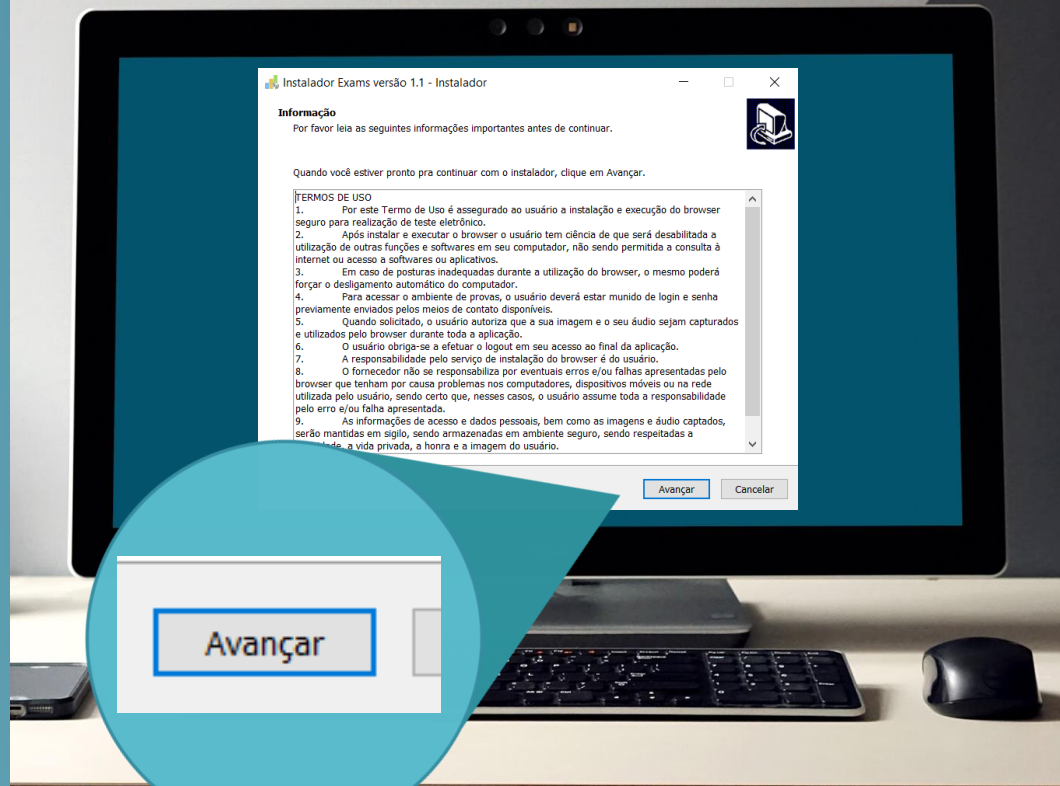 Instalador Exams versão 1.1 - Instalador
Informação
Por favor leia as seguintes informações importantes antes de continuar.
Quando você estiver pronto pra continuar com o instalador, clique em Avançar.
TERMOS DE USO
1. Por este Termo de Uso é assegurado ao usuário a instalação e execução do browser
seguro para realização de teste eletrônico.
2. Após instalar e executar o browser o usuário tem ciência de que será desabilitada a
utilização de outras funções e softwares em seu computador, não sendo permitida a consulta à
internet ou acesso a softwares ou aplicativos.
3. Em caso de posturas inadequadas durante a utilização do browser, o mesmo poderá
forçar o desligamento automático do computador.
4. Para acessar o ambiente de provas, o usuário deverá estar munido de login e senha
previamente enviados pelos meios de contato disponíveis.
5. Quando solicitado, o usuário autoriza que a sua imagem e o seu áudio sejam capturados
e utilizados pelo browser durante toda a aplicação.
6. O usuário obriga-se a efetuar o logout em seu acesso ao final da aplicação.
7. A responsabilidade pelo serviço de instalação do browser é do usuário.
8. O fornecedor não se responsabiliza por eventuais erros e/ou falhas apresentadas pelo
browser que tenham por causa problemas nos computadores, dispositivos móveis ou na rede
utilizada pelo usuário, sendo certo que, nesses casos, o usuário assume toda a responsabilidade
pelo erro e/ou falha apresentada.
9. As informações de acesso e dados pessoais, bem como as imagens e áudio captados,
serão mantidas em sigilo, sendo armazenadas em ambiente seguro, sendo respeitadas a
a vida privada, a honra e a imagem do usuário.
Avançar Cancelar
Avançar